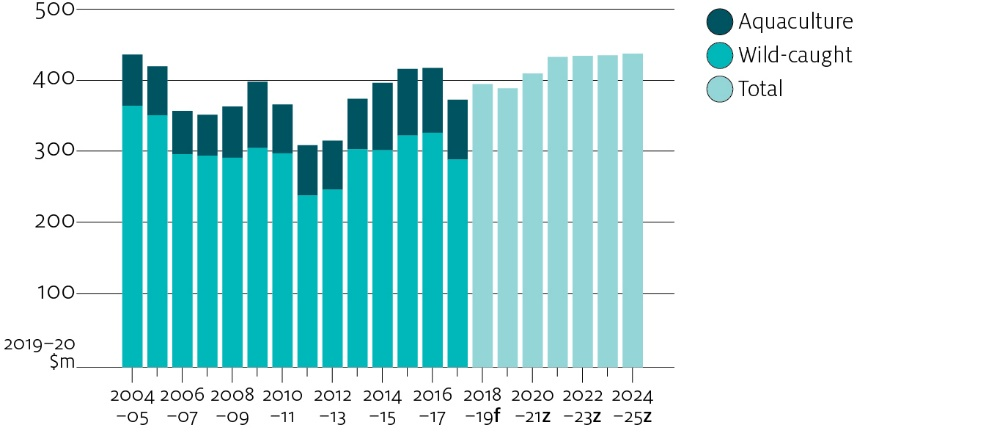 500
Aquaculture
Wild-caught
400
Total
300
200
100
2019–20
$m
2004 2006 2008 2010 2012 2014 2016 2018 2020 2022 2024
–05 –07 –09 –11 –13 –15 –17 –19f –21z –23z –25z